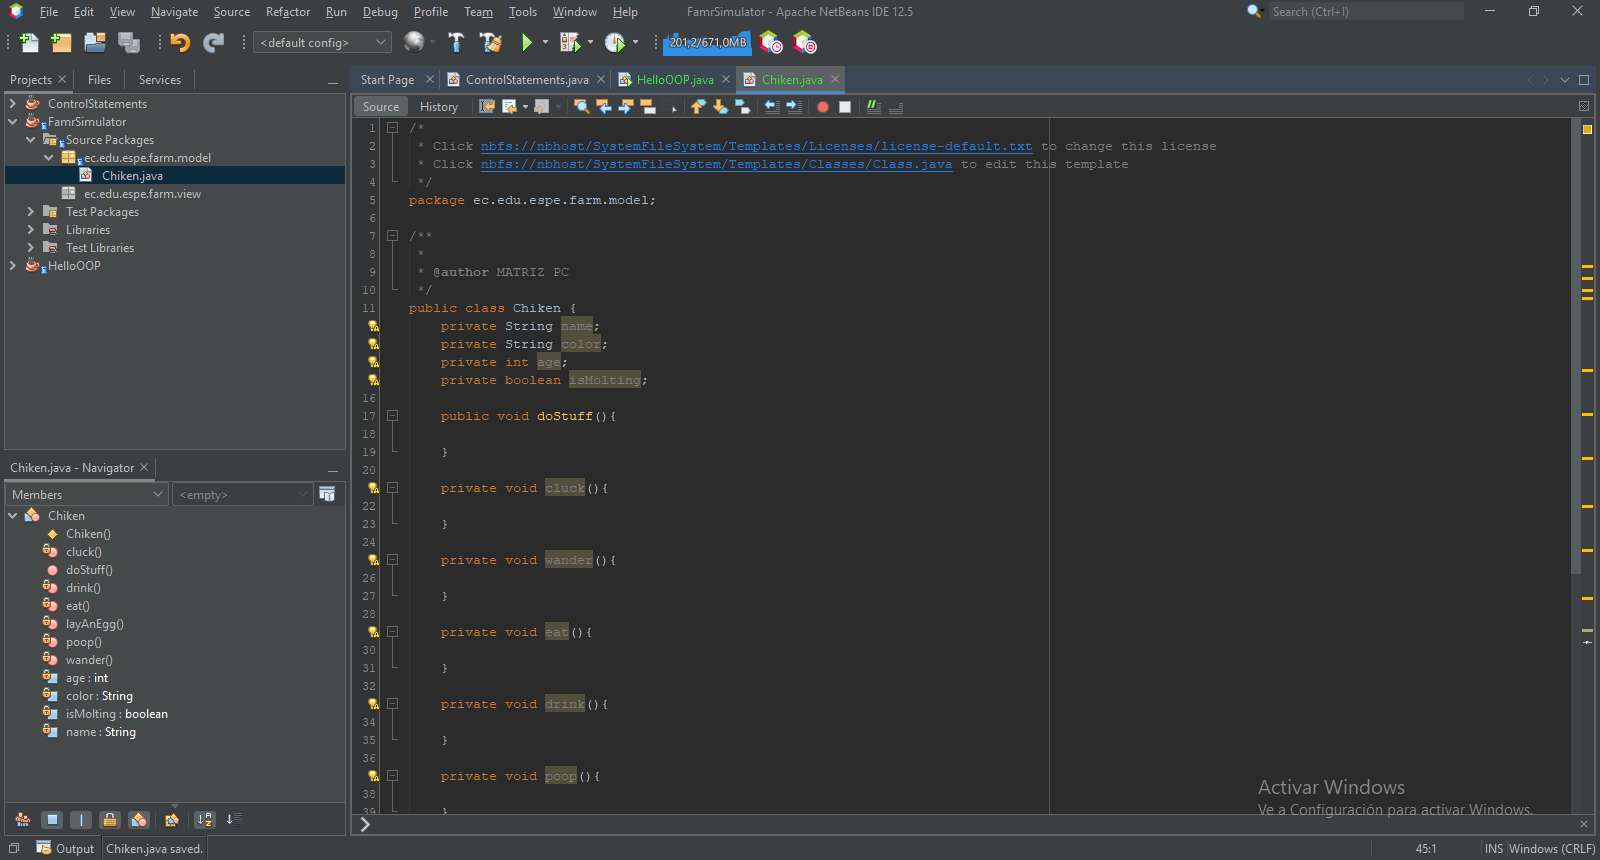 File Edit View Navigate Source Refactor Run Debug Profile Team Tools Window Help FamrSimulator - Apache NetBeans IDE 12.5 Search (Ctrl+I)
<default config> 201,2/671,0MB
Projects Files Services
Start Page ControlStatements.java HelloOOP.java Chiken.java
Source History
ControlStatements
FamrSimulator
Source Packages
ec.edu.espe.farm.model
Chiken.java
ec.edu.espe.farm.view
Test Packages
Libraries
Test Libraries
HelloOOP
Chiken.java - Navigator
Members <empty>
Chiken
Chiken()
cluck()
doStuff()
drink()
eat()
layAnEgg()
poop()
wander()
age : int
color : String
isMolting : boolean
name : String
1 /*
2 * Click nbfs://nbhost/SystemFileSystem/Templates/Licenses/license-default.txt to change this license
3 * Click nbfs://nbhost/SystemFileSystem/Templates/Classes/Class.java to edit this template
4 */
5 package ec.edu.espe.farm.model;
6
7 /**
8 *
9 * @author MATRIZ PC
10 */
11 public class Chiken {
private String name;
private String color;
private int age;
private boolean isMolting;
16
17 public void doStuff(){
18
19 }
20
private void cluck(){
22
23 }
24
private void wander(){
26
27 }
28
private void eat(){
30
31 }
32
private void drink(){
34
35 }
36
private void poop(){
38
39 }
Activar Windows
Ve a Configuración para activar Windows.
Output Chiken.java saved. 45:1 INS Windows (CRLF)